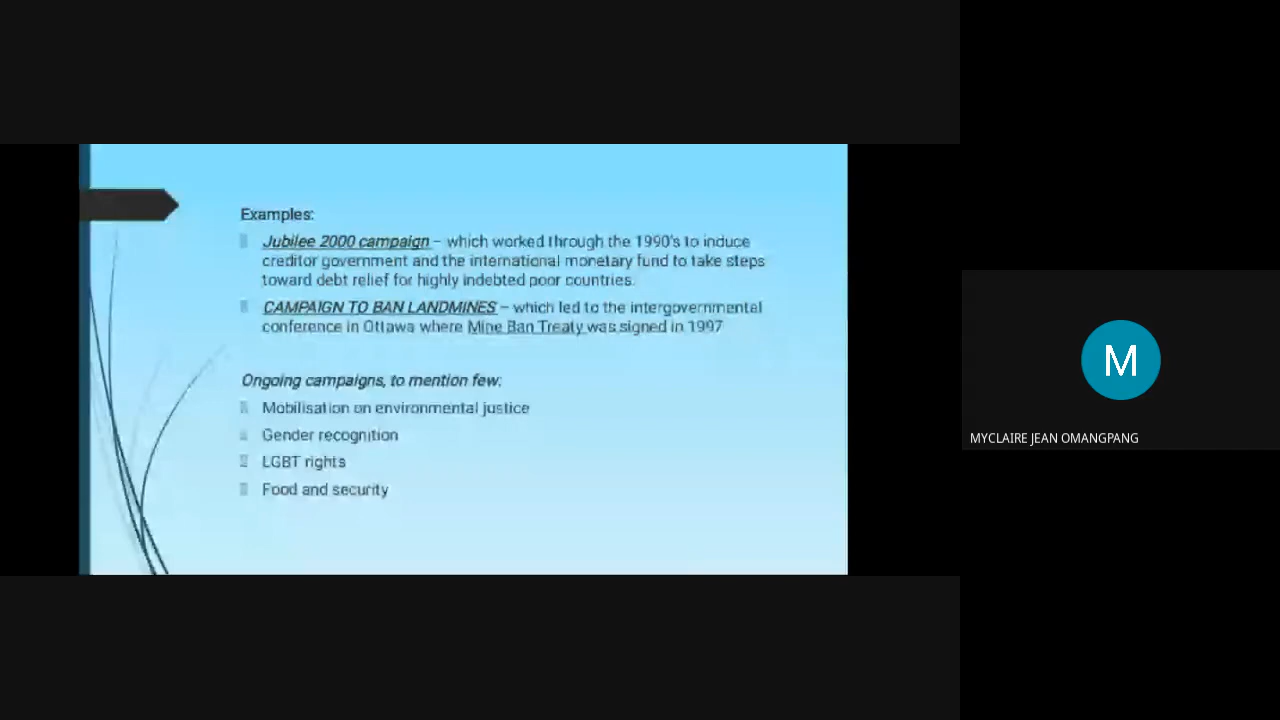 Examples:
Jubilee 2000 campaign – which worked through the 1990's to induce
creditor government and the international monetary fund to take steps
toward debt relief for highly indebted poor countries.
CAMPAIGN TO BAN LANDMINES – which led to the intergovernmental
conference in Ottawa where Mine Ban Treaty was signed in 1997
Ongoing campaigns, to mention few:
Mobilisation on environmental justice
Gender recognition
LGBT rights
Food and security
M
MYCLAIRE JEAN OMANGPANG